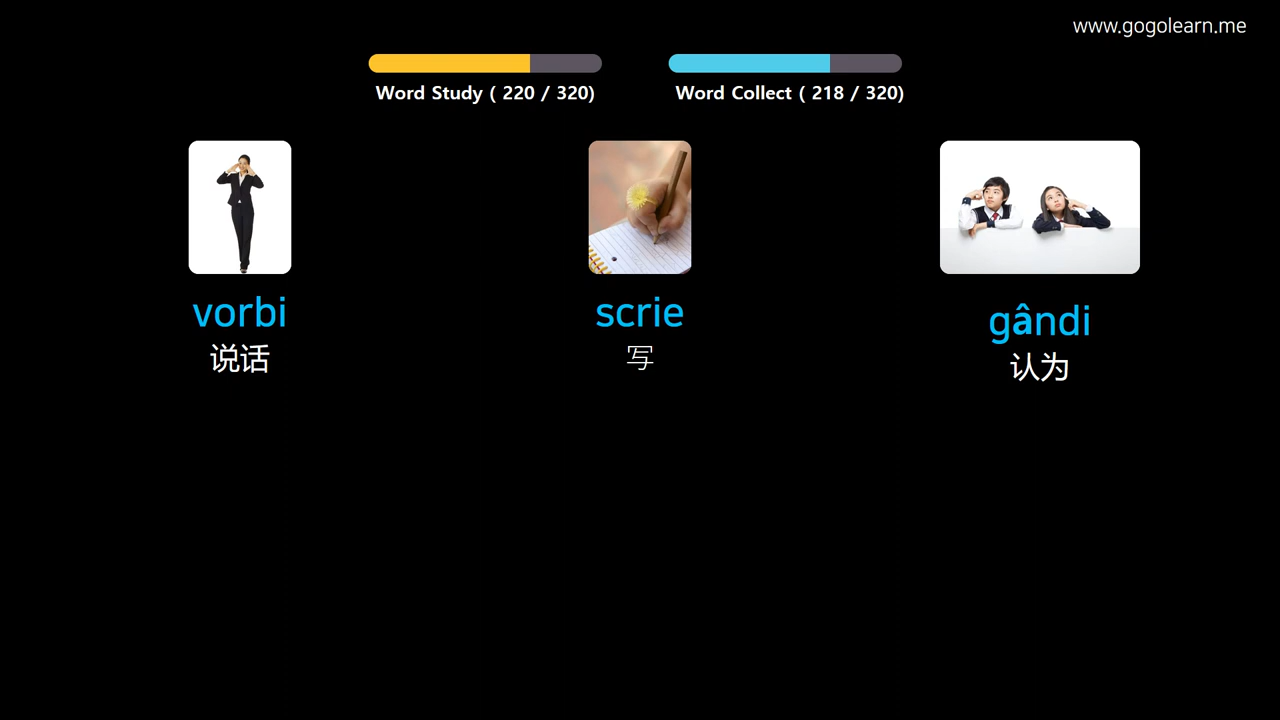 www.gogolearn.me
Word Study ( 220 / 320)
Word Collect ( 218 / 320)
vorbi
说话
scrie
写
gândi
认为